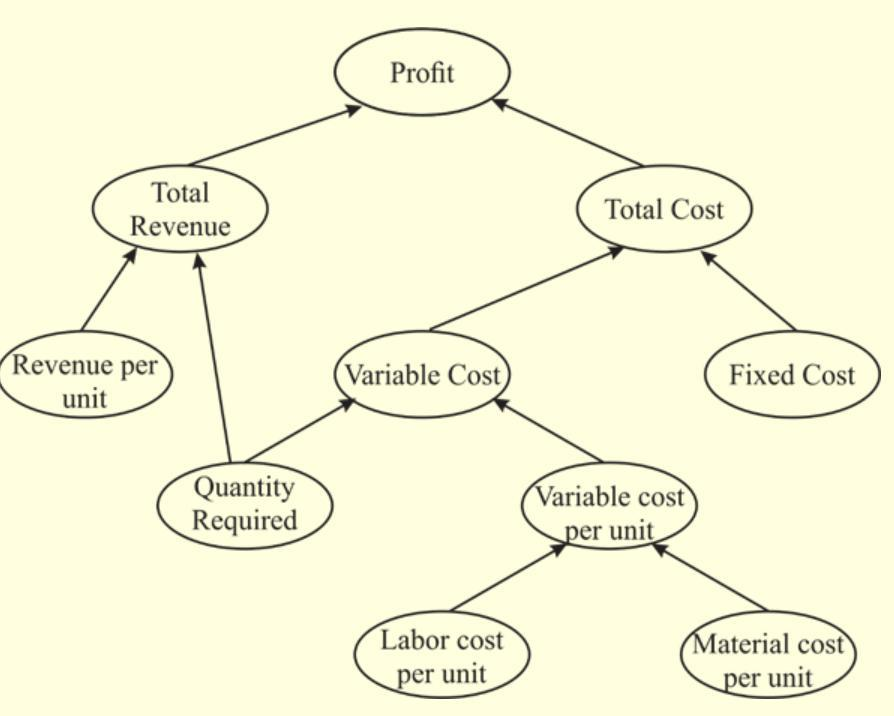 Profit
Total
Revenue
Total Cost
Revenue per
unit
Variable Cost
Fixed Cost
Quantity
Required
Variable cost
per unit
Labor cost
per unit
Material cost
per unit